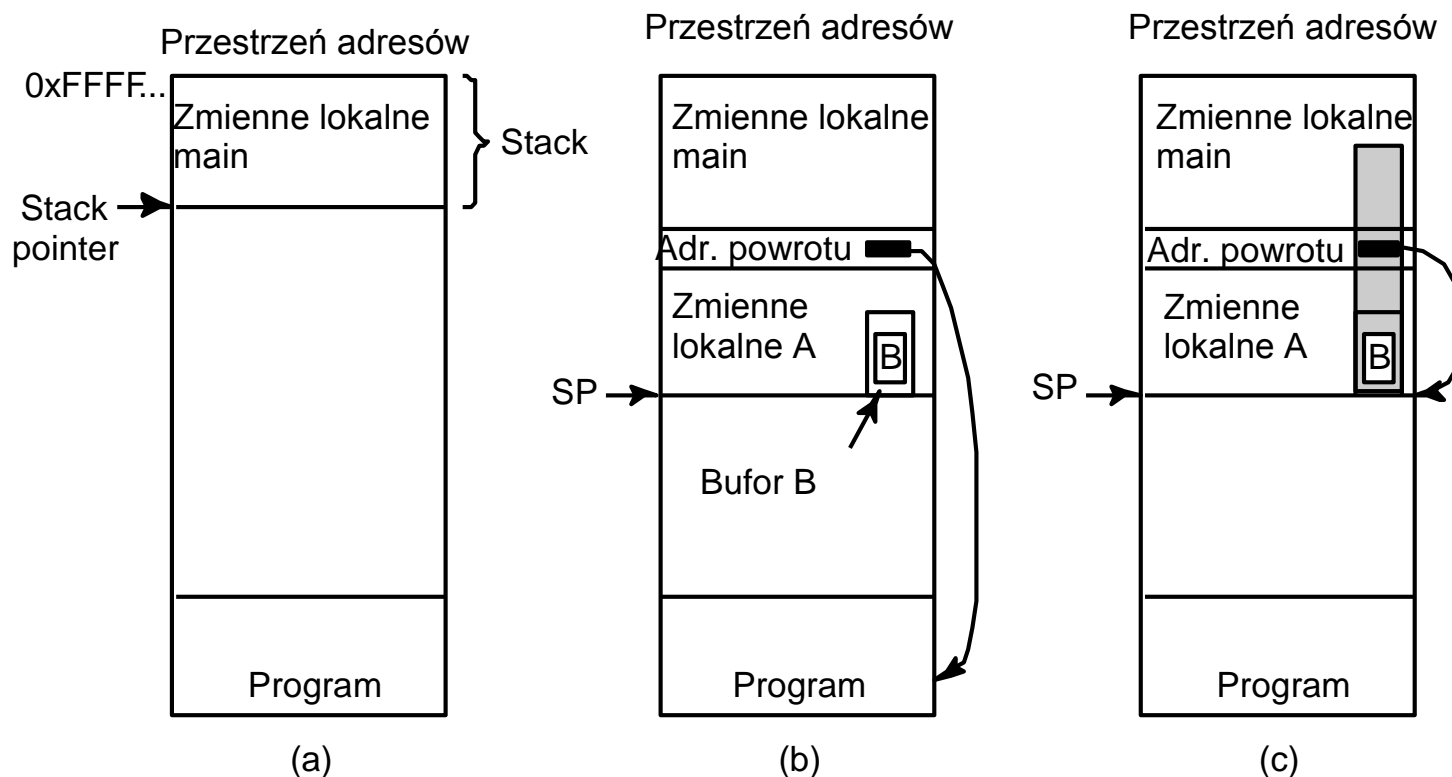 Przestrzeń adresów
0xFFFF...
Zmienne lokalne
main
Stack
Stack
pointer
Program
(a)
Przestrzeń adresów
Zmienne lokalne
main
Adr. powrotu
Zmienne
lokalne A
B
SP
Bufor B
Program
(b)
Przestrzeń adresów
Zmienne lokalne
main
Adr. powrotu
Zmienne
lokalne A
B
SP
Program
(c)